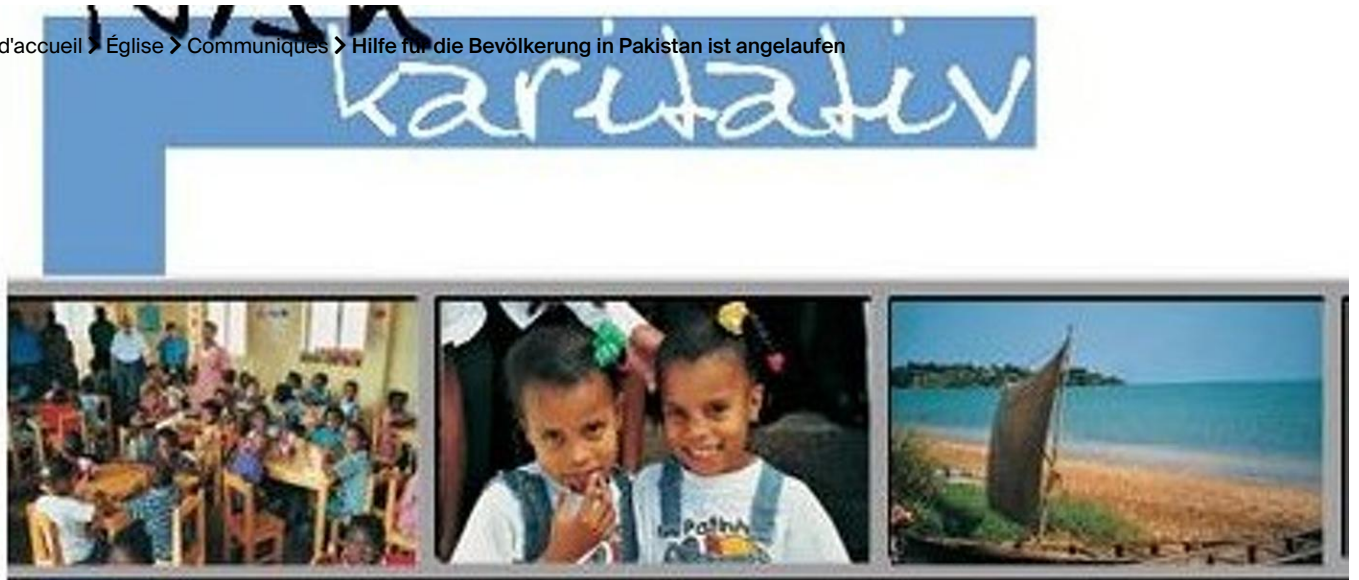 d'accueil > Église > Communiqués > Hilfe für die Bevölkerung in Pakistan ist angelaufen
karitativ